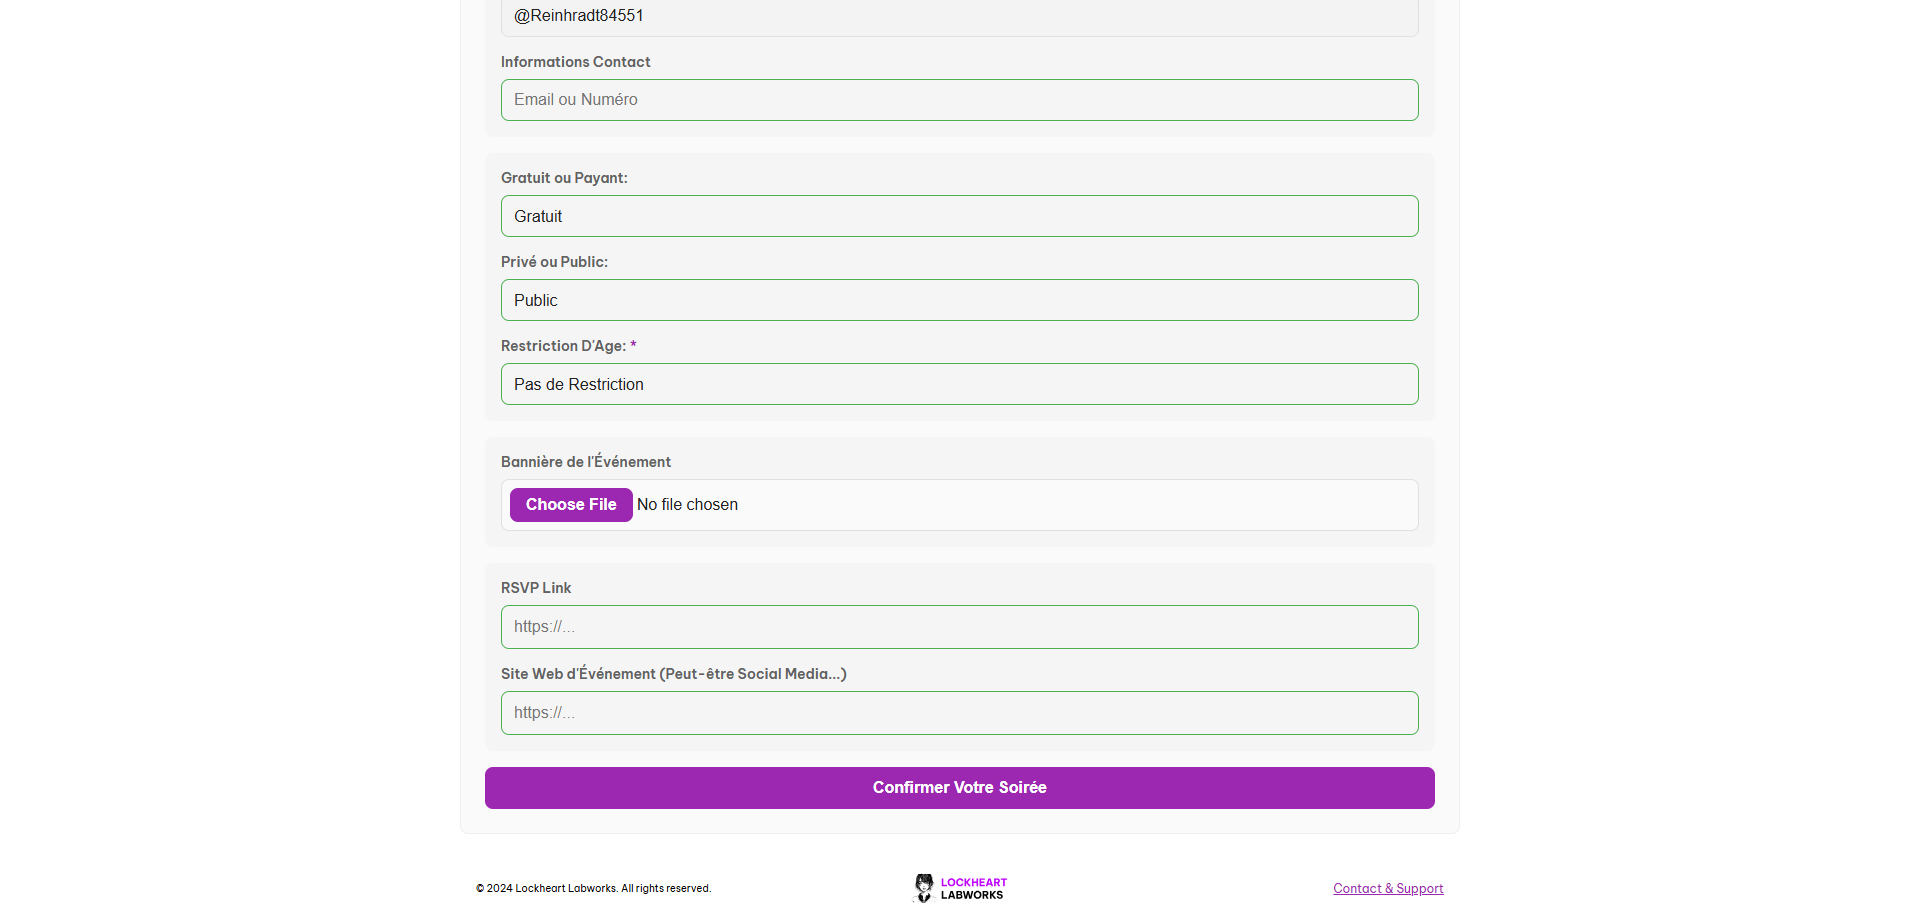 @Reinhradt84551
Informations Contact
Email ou Numéro
Gratuit ou Payant:
Gratuit
Privé ou Public:
Public
Restriction D'Age: *
Pas de Restriction
Bannière de l'Événement
Choose File No file chosen
RSVP Link
https://...
Site Web d'Événement (Peut-être Social Media...)
https://...
Confirmer Votre Soirée
© 2024 Lockheart Labworks. All rights reserved.
LOCKHEART
LABWORKS
Contact & Support